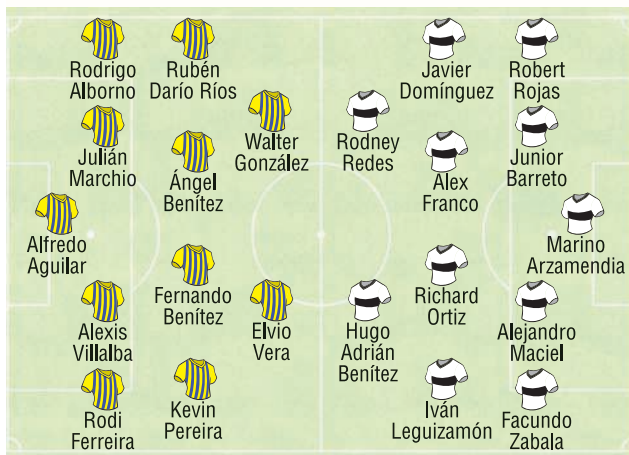 Rodrigo
Alborno
Rubén
Darío Ríos
Javier
Domínguez
Robert
Rojas
Julián
Marchio
Walter
González
Rodney
Redes
Junior
Barreto
Ángel
Benítez
Alex
Franco
Alfredo
Aguilar
Marino
Arzamendia
Fernando
Benítez
Richard
Ortiz
Alexis
Villalba
Elvio
Vera
Hugo
Adrián
Benítez
Alejandro
Maciel
Rodi
Ferreira
Kevin
Pereira
Iván
Leguizamón
Facundo
Zabala